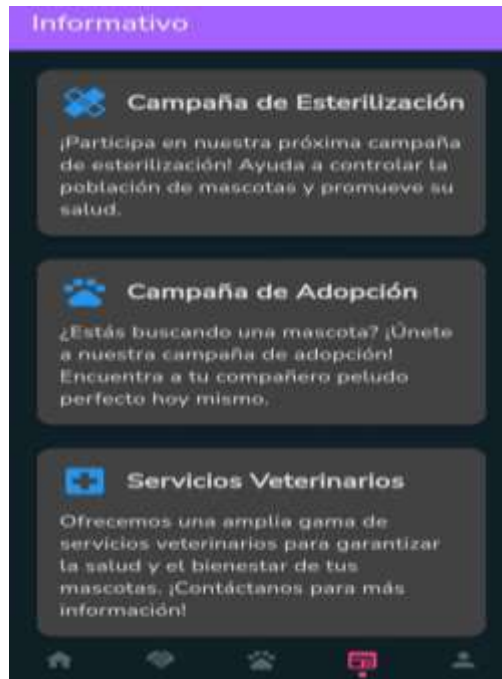 Informativo
Campaña de Esterilización
¡Participa en nuestra próxima campaña
de esterilización! Ayuda a controlar la
población de mascotas y promueve su
salud.
Campaña de Adopción
¿Estás buscando una mascota? ¡Únete
a nuestra campaña de adopción!
Encuentra a tu compañero peludo
perfecto hoy mismo.
Servicios Veterinarios
Ofrecemos una amplia gama de
servicios veterinarios para garantizar
la salud y el bienestar de tus
mascotas. ¡Contáctanos para más
información!